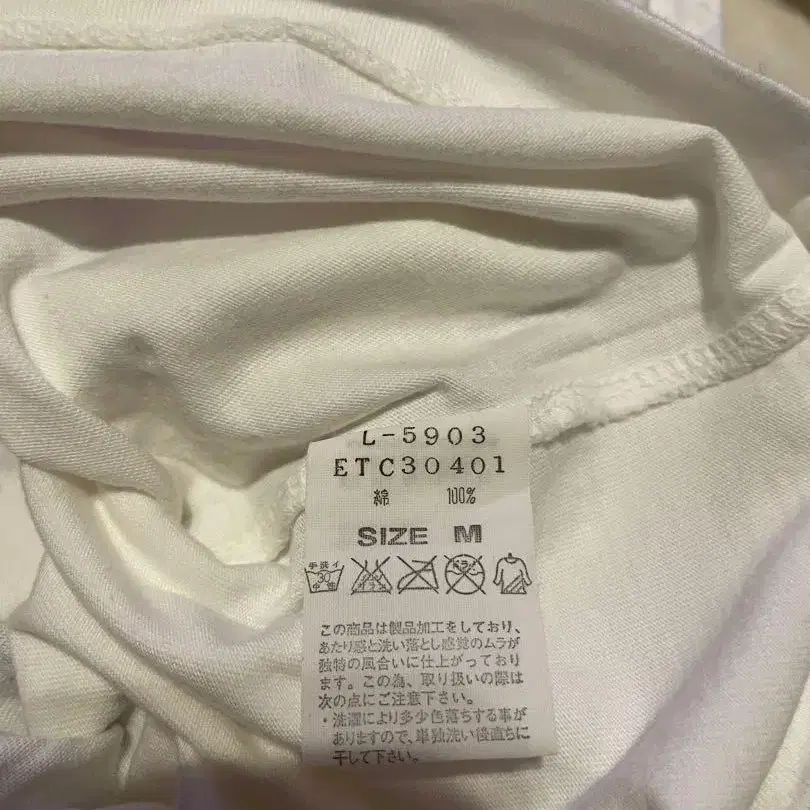 L-5903
ETC30401
綿 100%
SIZE M
手洗イ
30
中性
ドライ
この商品は製品加工をしており、
あたり感と洗い落とし感覚のムラが
独特の風合いに仕上がっており
ます。この為、取り扱いの際は
次の点にご注意下さい。
・洗濯により多少色落ちする事が
ありますので、単独洗い後直ちに
干して下さい。